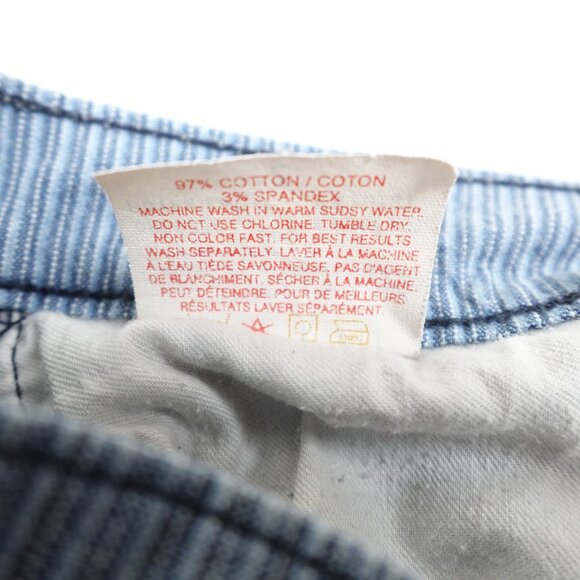 97% COTTON / COTON
3% SPANDEX
MACHINE WASH IN WARM SUDSY WATER.
DO NOT USE CHLORINE. TUMBLE DRY.
NON COLOR FAST. FOR BEST RESULTS
WASH SEPARATELY. LAVER À LA MACHINE
A L'EAU TIÈDE SAVONNEUSE. PAS D'AGENT
DE BLANCHIMENT. SÉCHER À LA MACHINE.
PEUT DÉTEINDRE. POUR DE MEILLEURS
RÉSULTATS LAVER SÉPARÉMENT